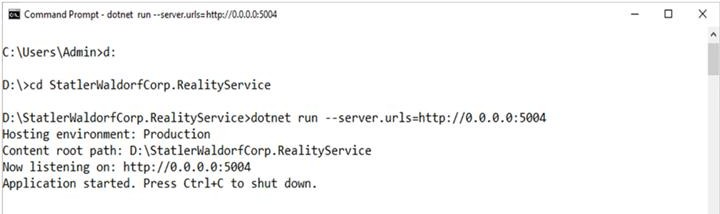 Command Prompt - dotnet run --server.urls=http://0.0.0.0:5004
C:\Users\Admin>d:
D:\>cd StatlerWaldorfCorp.RealityService
D:\StatlerWaldorfCorp.RealityService>dotnet run --server.urls=http://0.0.0.0:5004
Hosting environment: Production
Content root path: D:\StatlerWaldorfCorp.RealityService
Now listening on: http://0.0.0.0:5004
Application started. Press Ctrl+C to shut down.